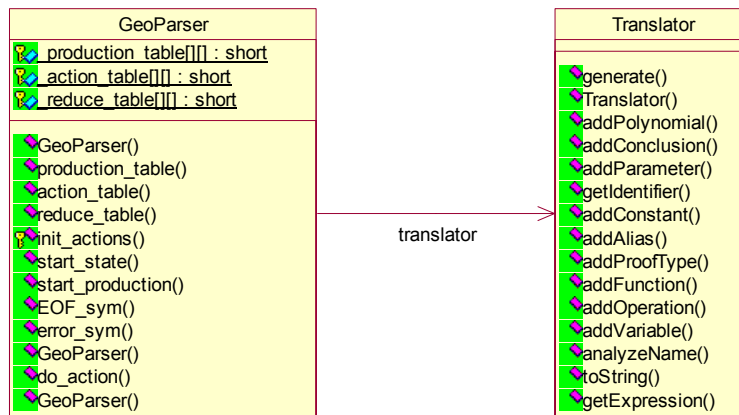 GeoParser
_production_table[][] : short
_action_table[][] : short
_reduce_table[][] : short
GeoParser()
production_table()
action_table()
reduce_table()
init_actions()
start_state()
start_production()
EOF_sym()
error_sym()
GeoParser()
do_action()
GeoParser()
translator
Translator
generate()
Translator()
addPolynomial()
addConclusion()
addParameter()
getIdentifier()
addConstant()
addAlias()
addProofType()
addFunction()
addOperation()
addVariable()
analyzeName()
toString()
getExpression()